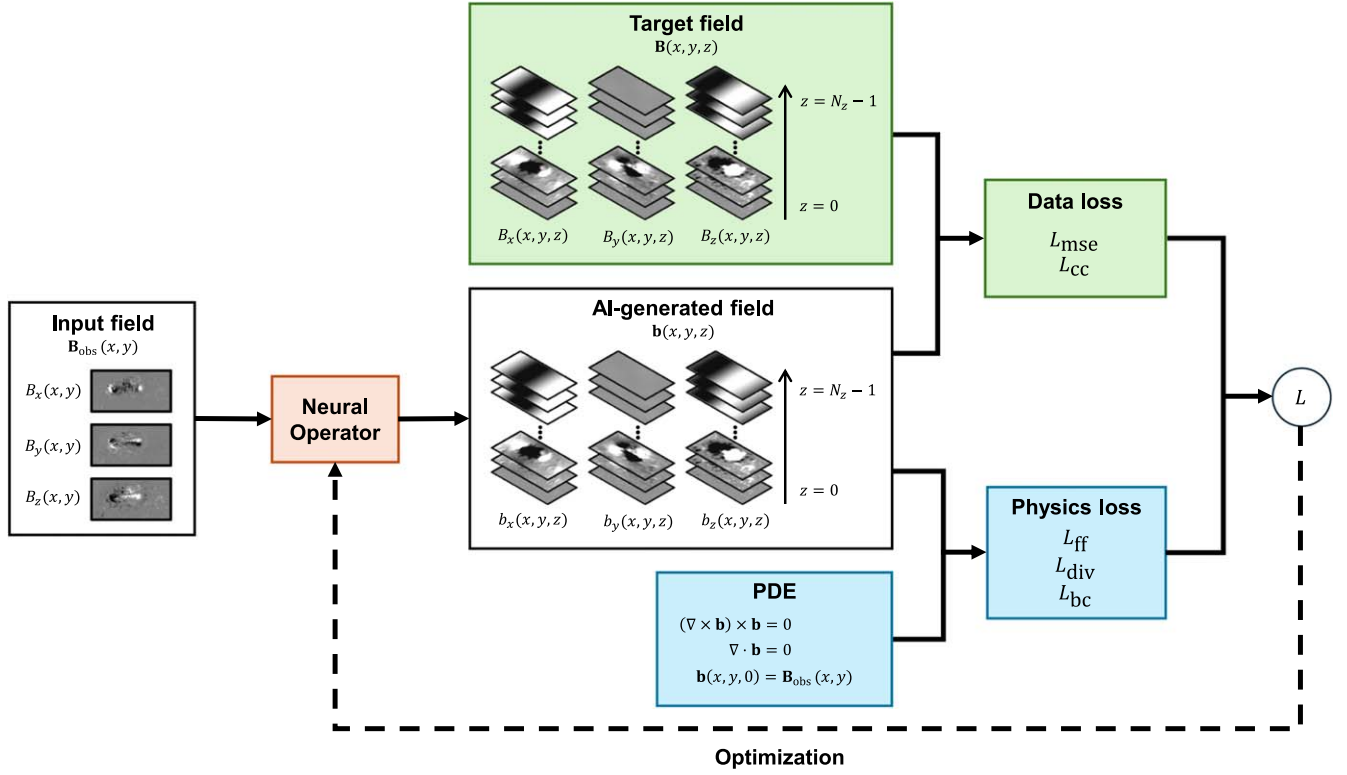 Target field
𝐁(x, y, z)
z = N_z − 1
z = 0
B_x(x, y, z)
B_y(x, y, z)
B_z(x, y, z)
Data loss
L_mse
L_cc
Input field
𝐁_obs (x, y)
B_x(x, y)
B_y(x, y)
B_z(x, y)
Neural
Operator
AI-generated field
𝐛(x, y, z)
z = N_z − 1
z = 0
b_x(x, y, z)
b_y(x, y, z)
b_z(x, y, z)
L
Physics loss
L_ff
L_div
L_bc
PDE
(∇ × 𝐛) × 𝐛 = 0
∇ · 𝐛 = 0
𝐛(x, y, 0) = 𝐁_obs (x, y)
Optimization